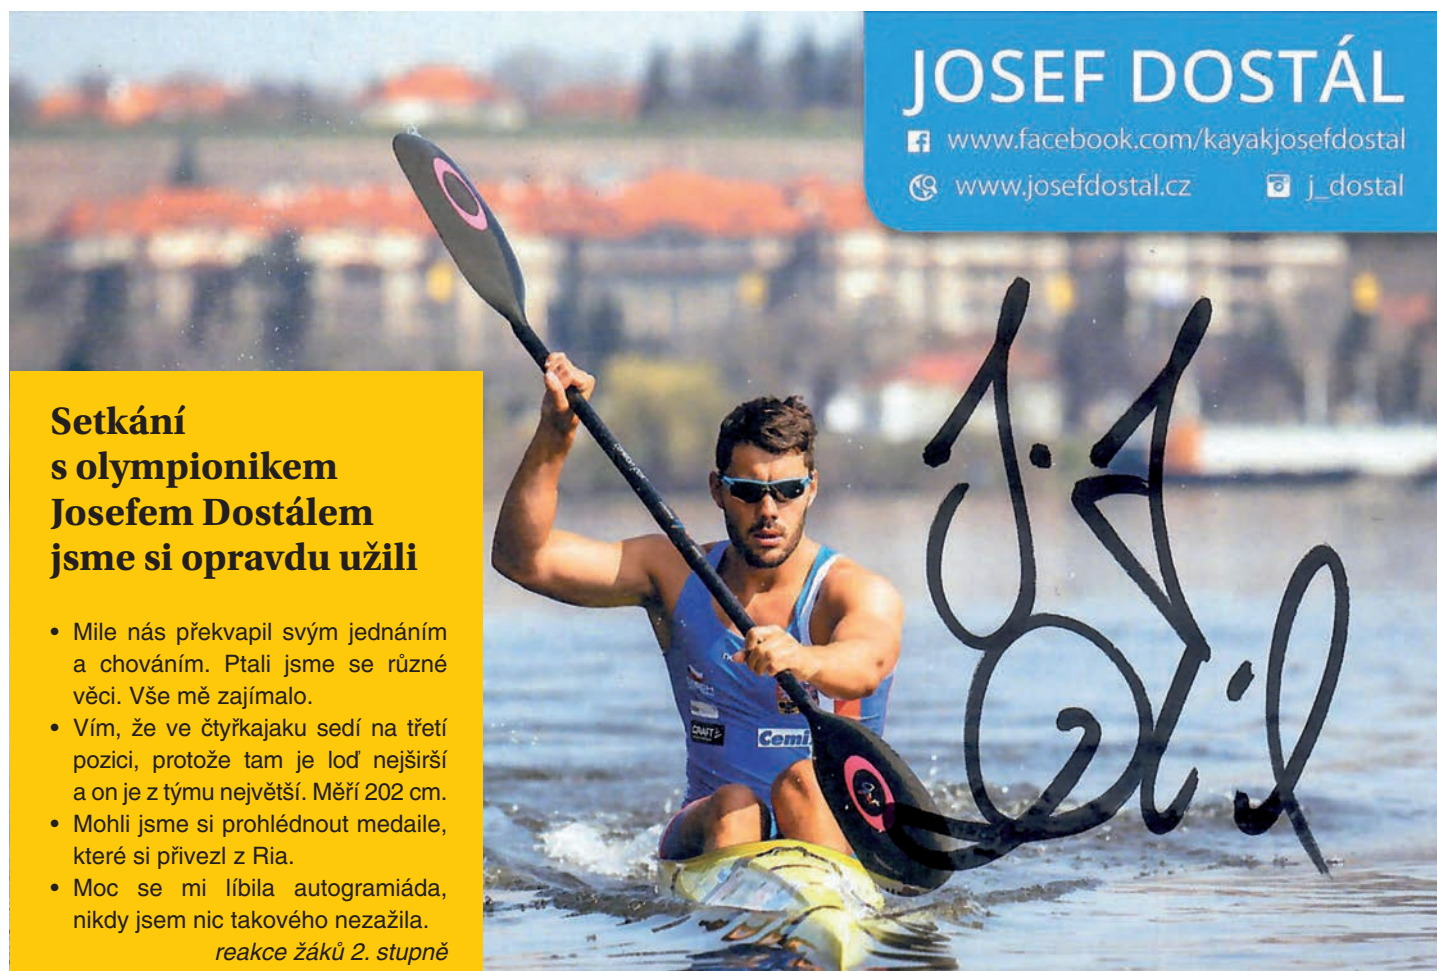 JOSEF DOSTÁL
www.facebook.com/kayakjosefdostal
www.josefdostal.cz j_dostal
Setkání
s olympionikem
Josefem Dostálem
jsme si opravdu užili
• Mile nás překvapil svým jednáním
a chováním. Ptali jsme se různé
věci. Vše mě zajímalo.
• Vím, že ve čtyřkajaku sedí na třetí
pozici, protože tam je loď nejširší
a on je z týmu největší. Měří 202 cm.
• Mohli jsme si prohlédnout medaile,
které si přivezl z Ria.
• Moc se mi líbila autogramiáda,
nikdy jsem nic takového nezažila.
reakce žáků 2. stupně
CRAFT
Cemi